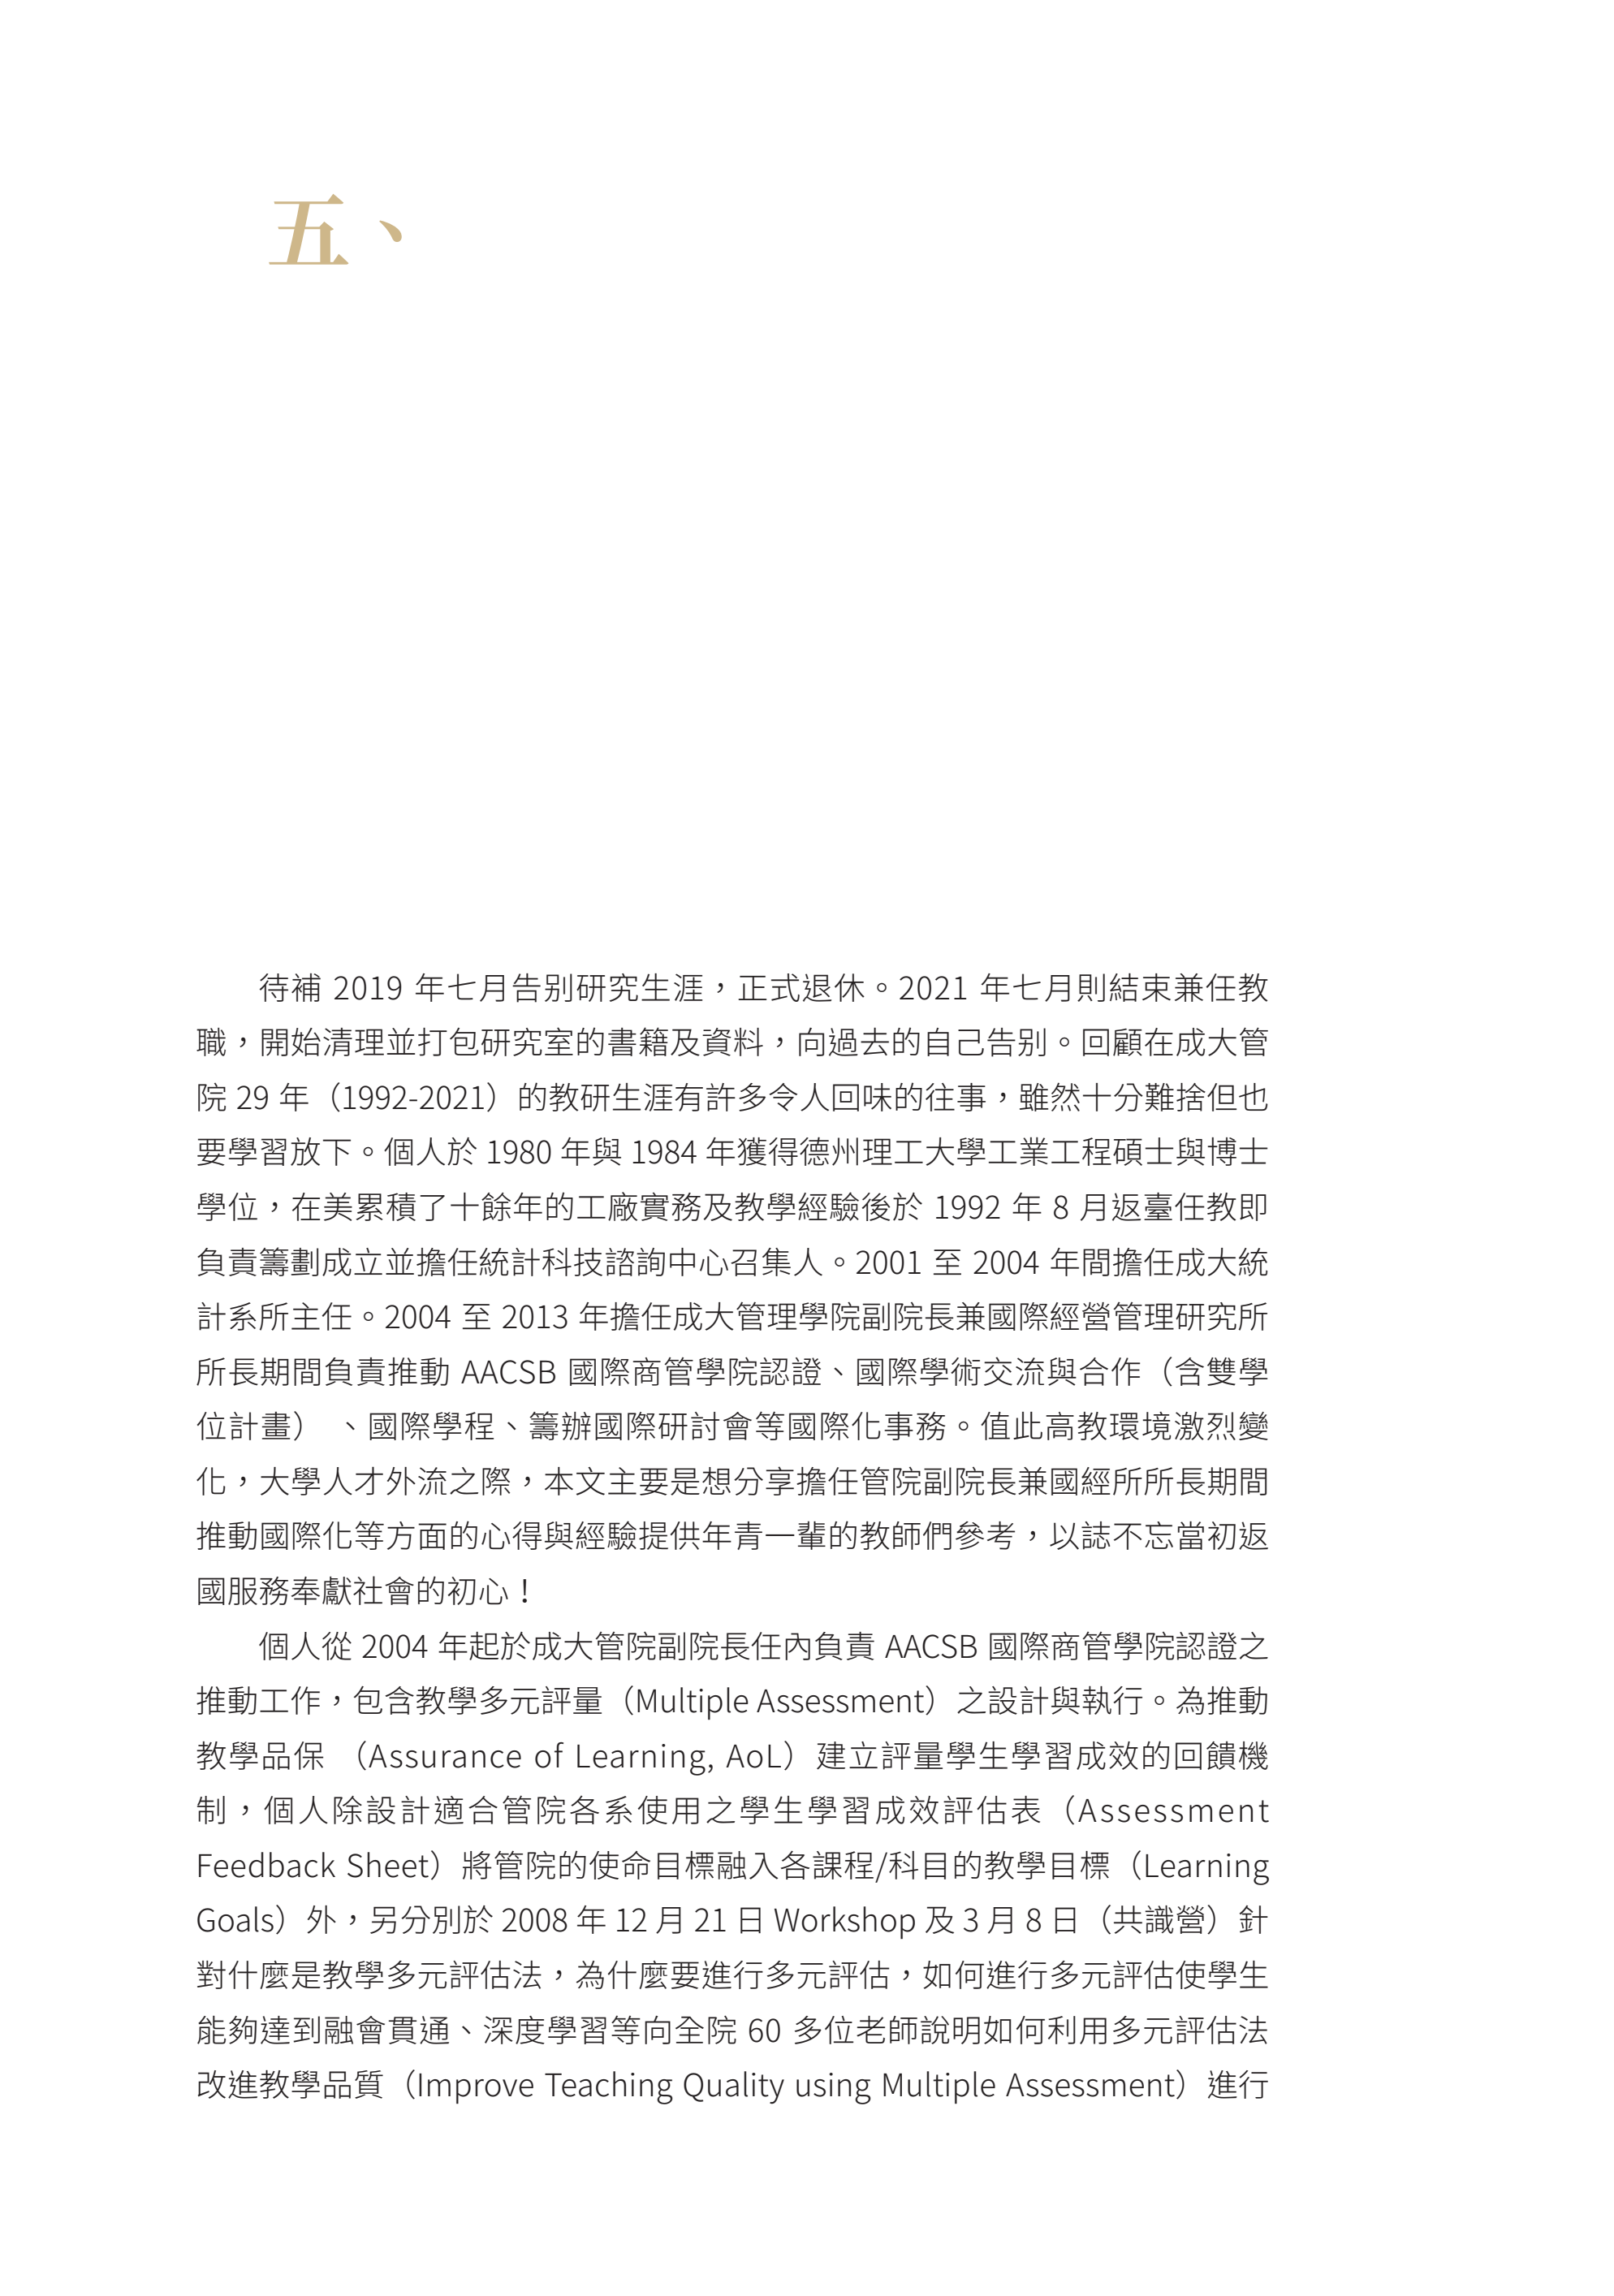 五、
待補 2019 年七月告別研究生涯，正式退休。2021 年七月則結束兼任教
職，開始清理並打包研究室的書籍及資料，向過去的自己告別。回顧在成大管
院 29 年（1992-2021）的教研生涯有許多令人回味的往事，雖然十分難捨但也
要學習放下。個人於 1980 年與 1984 年獲得德州理工大學工業工程碩士與博士
學位，在美累積了十餘年的工廠實務及教學經驗後於 1992 年 8 月返臺任教即
負責籌劃成立並擔任統計科技諮詢中心召集人。2001 至 2004 年間擔任成大統
計系所主任。2004 至 2013 年擔任成大管理學院副院長兼國際經營管理研究所
所長期間負責推動 AACSB 國際商管學院認證、國際學術交流與合作（含雙學
位計畫） 、國際學程、籌辦國際研討會等國際化事務。值此高教環境激烈變
化，大學人才外流之際，本文主要是想分享擔任管院副院長兼國經所所長期間
推動國際化等方面的心得與經驗提供年青一輩的教師們參考，以誌不忘當初返
國服務奉獻社會的初心！
個人從 2004 年起於成大管院副院長任內負責 AACSB 國際商管學院認證之
推動工作，包含教學多元評量（Multiple Assessment）之設計與執行。為推動
教學品保 （Assurance of Learning, AoL）建立評量學生學習成效的回饋機
制，個人除設計適合管院各系使用之學生學習成效評估表（Assessment
Feedback Sheet）將管院的使命目標融入各課程/科目的教學目標（Learning
Goals）外，另分別於 2008 年 12 月 21 日 Workshop 及 3 月 8 日（共識營）針
對什麼是教學多元評估法，為什麼要進行多元評估，如何進行多元評估使學生
能夠達到融會貫通、深度學習等向全院 60 多位老師說明如何利用多元評估法
改進教學品質（Improve Teaching Quality using Multiple Assessment）進行